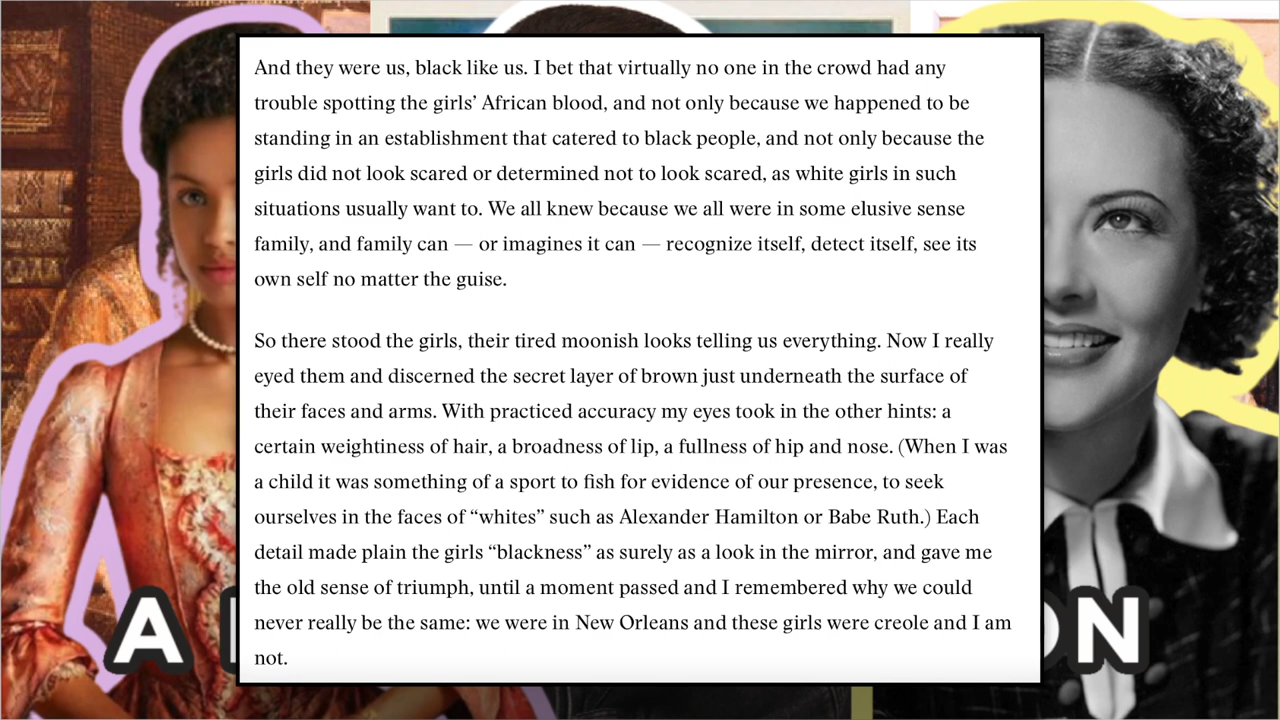 And they were us, black like us. I bet that virtually no one in the crowd had any
trouble spotting the girls’ African blood, and not only because we happened to be
standing in an establishment that catered to black people, and not only because the
girls did not look scared or determined not to look scared, as white girls in such
situations usually want to. We all knew because we all were in some elusive sense
family, and family can — or imagines it can — recognize itself, detect itself, see its
own self no matter the guise.
So there stood the girls, their tired moonish looks telling us everything. Now I really
eyed them and discerned the secret layer of brown just underneath the surface of
their faces and arms. With practiced accuracy my eyes took in the other hints: a
certain weightiness of hair, a broadness of lip, a fullness of hip and nose. (When I was
a child it was something of a sport to fish for evidence of our presence, to seek
ourselves in the faces of “whites” such as Alexander Hamilton or Babe Ruth.) Each
detail made plain the girls “blackness” as surely as a look in the mirror, and gave me
the old sense of triumph, until a moment passed and I remembered why we could
never really be the same: we were in New Orleans and these girls were creole and I am
not.
A
N